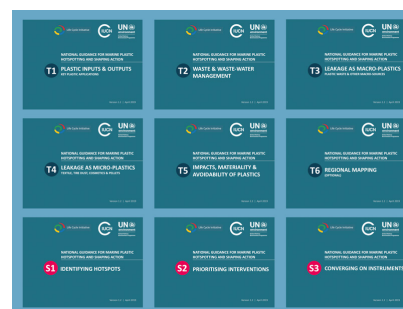 Life Cycle Initiative IUCN UN environment
NATIONAL GUIDANCE FOR MARINE PLASTIC
HOTSPOTTING AND SHAPING ACTION
T1 PLASTIC INPUTS & OUTPUTS
KEY PLASTIC APPLICATIONS
Life Cycle Initiative IUCN UN environment
NATIONAL GUIDANCE FOR MARINE PLASTIC
HOTSPOTTING AND SHAPING ACTION
T2 WASTE & WASTE-WATER
MANAGEMENT
Life Cycle Initiative IUCN UN environment
NATIONAL GUIDANCE FOR MARINE PLASTIC
HOTSPOTTING AND SHAPING ACTION
T3 LEAKAGE AS MACRO-PLASTICS
PLASTIC WASTE & OTHER MACRO-SOURCES
Life Cycle Initiative IUCN UN environment
NATIONAL GUIDANCE FOR MARINE PLASTIC
HOTSPOTTING AND SHAPING ACTION
T4 LEAKAGE AS MICRO-PLASTICS
TEXTILE, TYRE DUST, COSMETICS & PELLETS
Life Cycle Initiative IUCN UN environment
NATIONAL GUIDANCE FOR MARINE PLASTIC
HOTSPOTTING AND SHAPING ACTION
T5 IMPACTS, MATERIALITY &
AVOIDABILITY OF PLASTICS
Life Cycle Initiative IUCN UN environment
NATIONAL GUIDANCE FOR MARINE PLASTIC
HOTSPOTTING AND SHAPING ACTION
T6 REGIONAL MAPPING
(OPTIONAL)
Life Cycle Initiative IUCN UN environment
NATIONAL GUIDANCE FOR MARINE PLASTIC
HOTSPOTTING AND SHAPING ACTION
S1 IDENTIFYING HOTSPOTS
Life Cycle Initiative IUCN UN environment
NATIONAL GUIDANCE FOR MARINE PLASTIC
HOTSPOTTING AND SHAPING ACTION
S2 PRIORITISING INTERVENTIONS
Life Cycle Initiative IUCN UN environment
NATIONAL GUIDANCE FOR MARINE PLASTIC
HOTSPOTTING AND SHAPING ACTION
S3 CONVERGING ON INSTRUMENTS